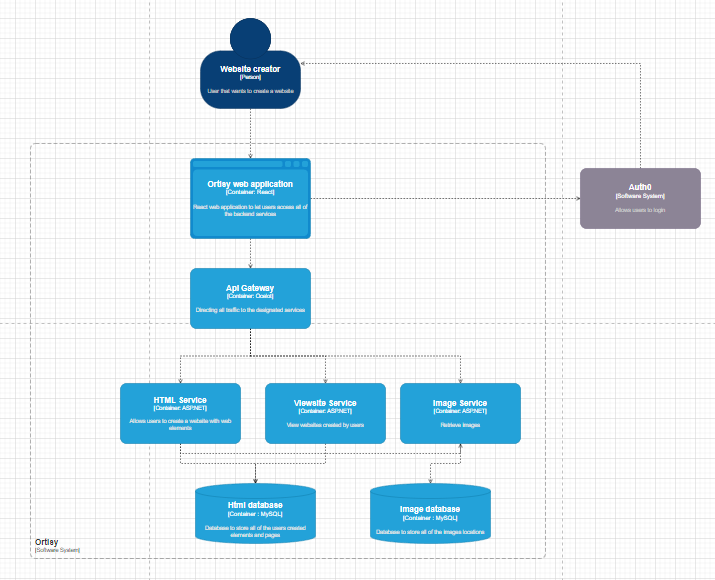 Website creator
[Person]
User that wants to create a website
Ortisy web application
[Container: React]
React web application to let users access all of
the backend services
Auth0
[Software System]
Allows users to login
Api Gateway
[Container: Ocelot]
Directing all traffic to the designated services
HTML Service
[Container: ASP.NET]
Allows users to create a website with web
elements
Viewsite Service
[Container: ASP.NET]
View websites created by users
Image Service
[Container: ASP.NET]
Retrieve images
Html database
[Container : MySQL]
Database to store all of the users created
elements and pages
Image database
[Container : MySQL]
Database to store all of the images locations
Ortisy
[Software System]